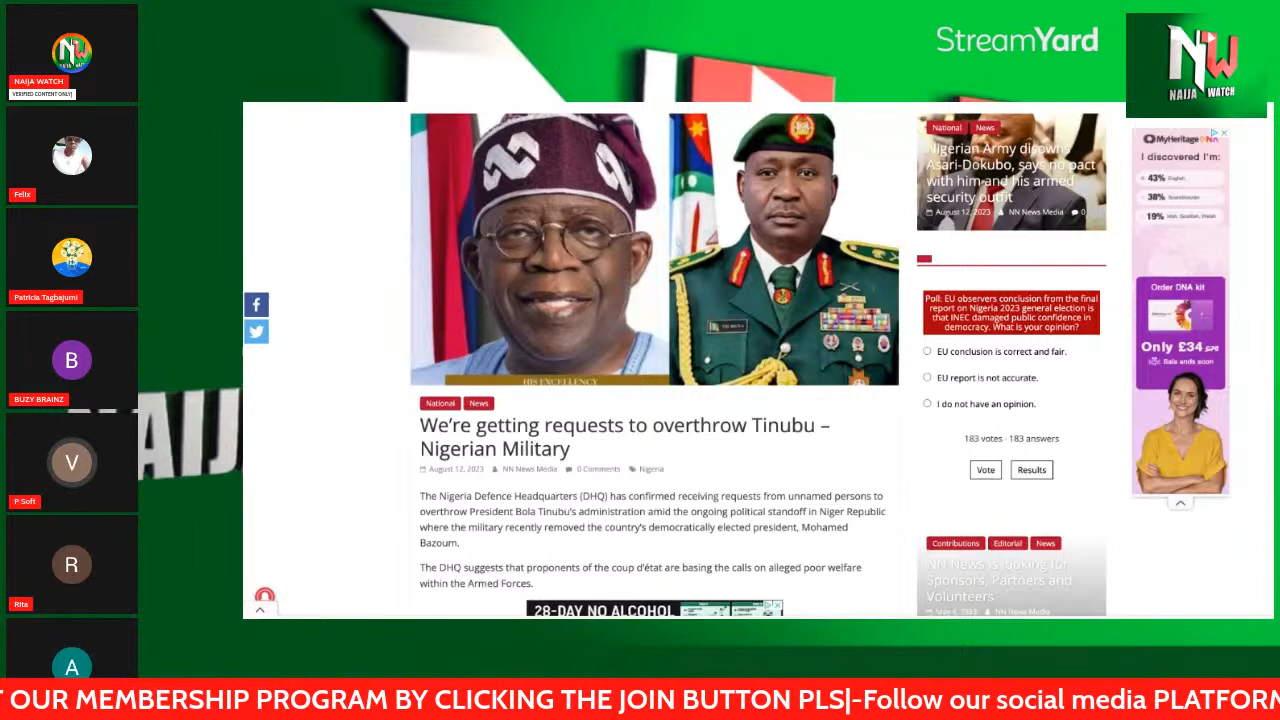 StreamYard
NW
NAIJA WATCH
NAIJA WATCH
VERIFIED CONTENT ONLY|
Felix
Patricia Tagbajumi
B
BUZY BRAINZ
V
P Soft
R
Rita
A
NAIJ
HIS EXCELLENCY
National News
We're getting requests to overthrow Tinubu –
Nigerian Military
August 12, 2023 NN News Media 0 Comments Nigeria
The Nigeria Defence Headquarters (DHQ) has confirmed receiving requests from unnamed persons to
overthrow President Bola Tinubu's administration amid the ongoing political standoff in Niger Republic
where the military recently removed the country's democratically elected president, Mohamed
Bazoum.
The DHQ suggests that proponents of the coup d'état are basing the calls on alleged poor welfare
within the Armed Forces.
28-DAY NO ALCOHOL
National News
Nigerian Army disowns
Asari-Dokubo, says no pact
with him and his armed
security outfit
August 12, 2023 NN News Media 0
Poll: EU observers conclusion from the final
report on Nigeria 2023 general election is
that INEC damaged public confidence in
democracy. What is your opinion?
EU conclusion is correct and fair.
EU report is not accurate.
I do not have an opinion.
183 votes · 183 answers
Vote Results
Contributions Editorial News
NN News is looking for
Sponsors, Partners and
Volunteers
NN News Media
MyHeritage DNA
I discovered I'm:
43% English
38%
19%
Order DNA kit
Only £34
Sale ends soon
T OUR MEMBERSHIP PROGRAM BY CLICKING THE JOIN BUTTON PLS|-Follow our social media PLATFORM